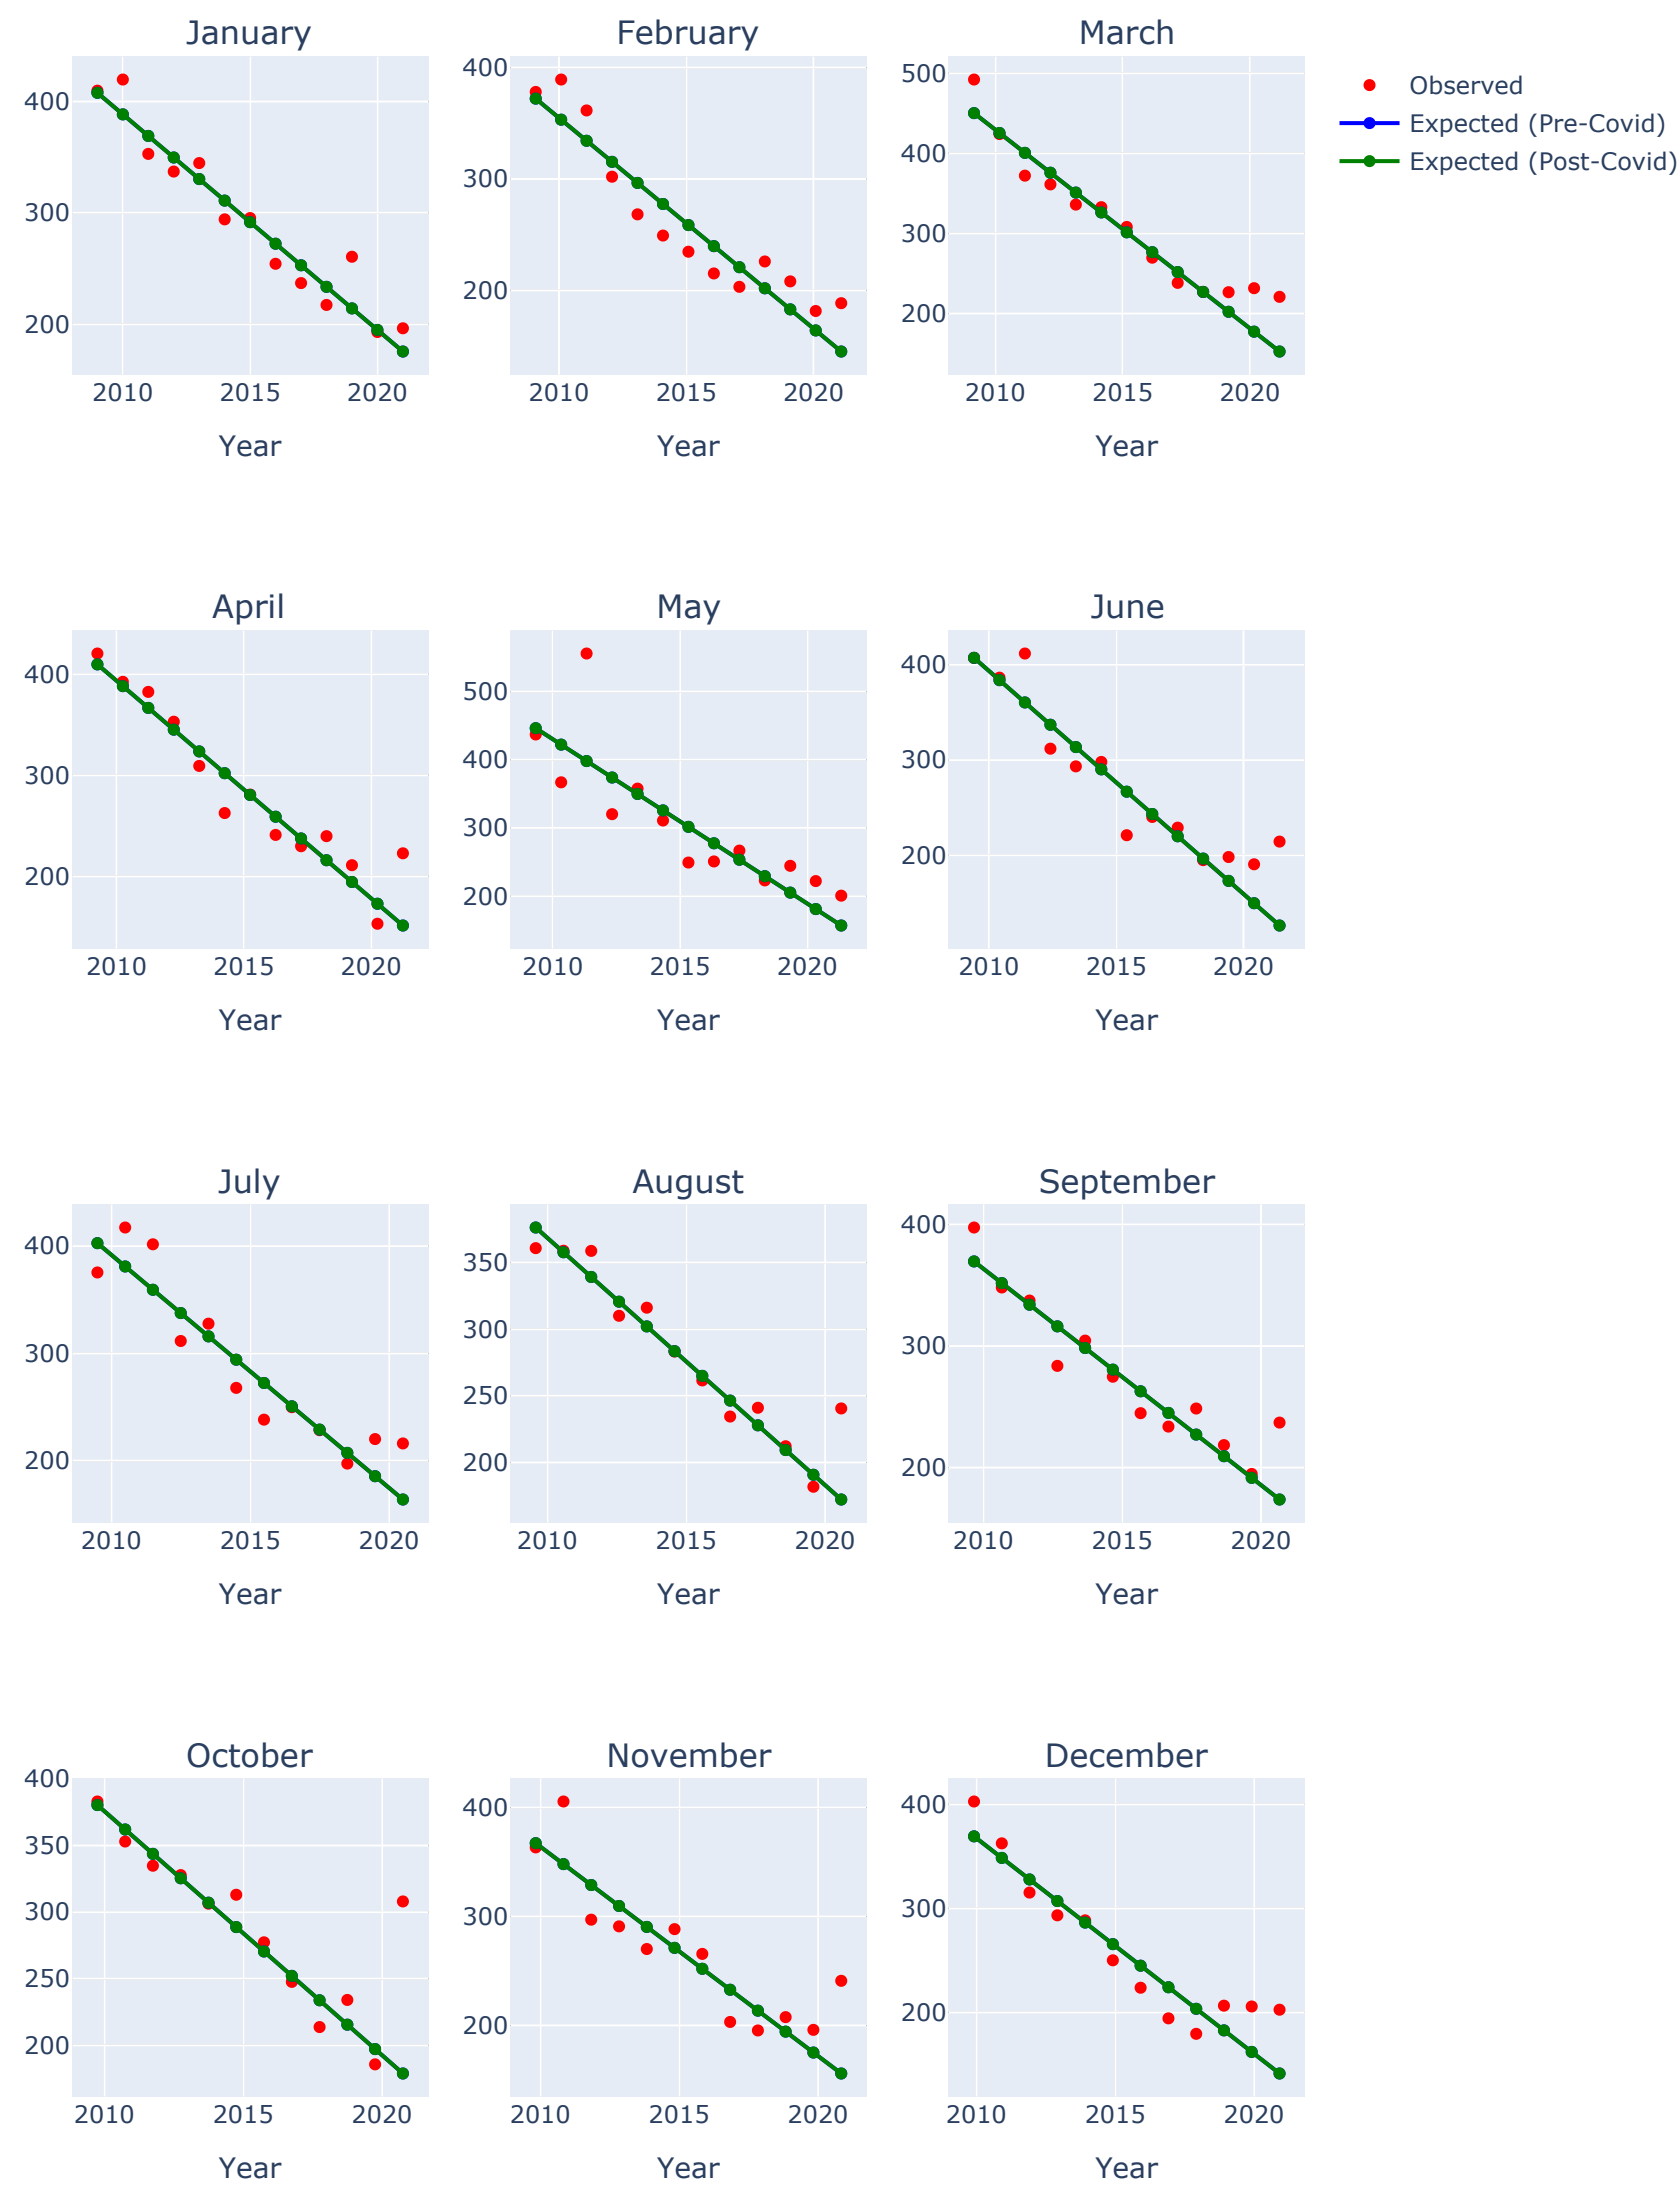 January
February
March
400
300
200
2010 2015 2020
Year
400
300
200
2010 2015 2020
Year
500
400
300
200
2010 2015 2020
Year
Observed
Expected (Pre-Covid)
Expected (Post-Covid)
April
May
June
400
300
200
2010 2015 2020
Year
500
400
300
200
2010 2015 2020
Year
400
300
200
2010 2015 2020
Year
July
August
September
400
300
200
2010 2015 2020
Year
350
300
250
200
2010 2015 2020
Year
400
300
200
2010 2015 2020
Year
October
November
December
400
350
300
250
200
2010 2015 2020
Year
400
300
200
2010 2015 2020
Year
400
300
200
2010 2015 2020
Year